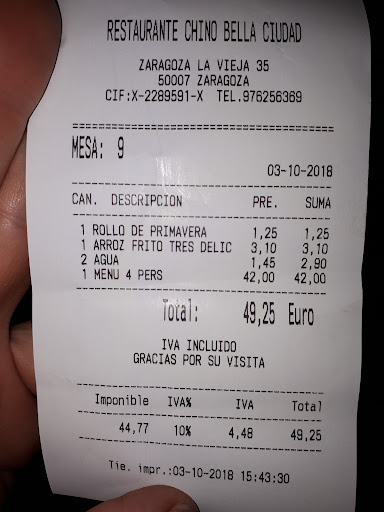 RESTAURANTE CHINO BELLA CIUDAD
ZARAGOZA LA VIEJA 35
50007 ZARAGOZA
CIF:X-2289591-X TEL.976256369
MESA: 9
03-10-2018
CAN. DESCRIPCION PRE. SUMA
1 ROLLO DE PRIMAVERA 1,25 1,25
1 ARROZ FRITO TRES DELIC 3,10 3,10
2 AGUA 1,45 2,90
1 MENU 4 PERS 42,00 42,00
Total: 49,25 Euro
IVA INCLUIDO
GRACIAS POR SU VISITA
Imponible IVA% IVA Total
44,77 10% 4,48 49,25
Tie. impr.:03-10-2018 15:43:30